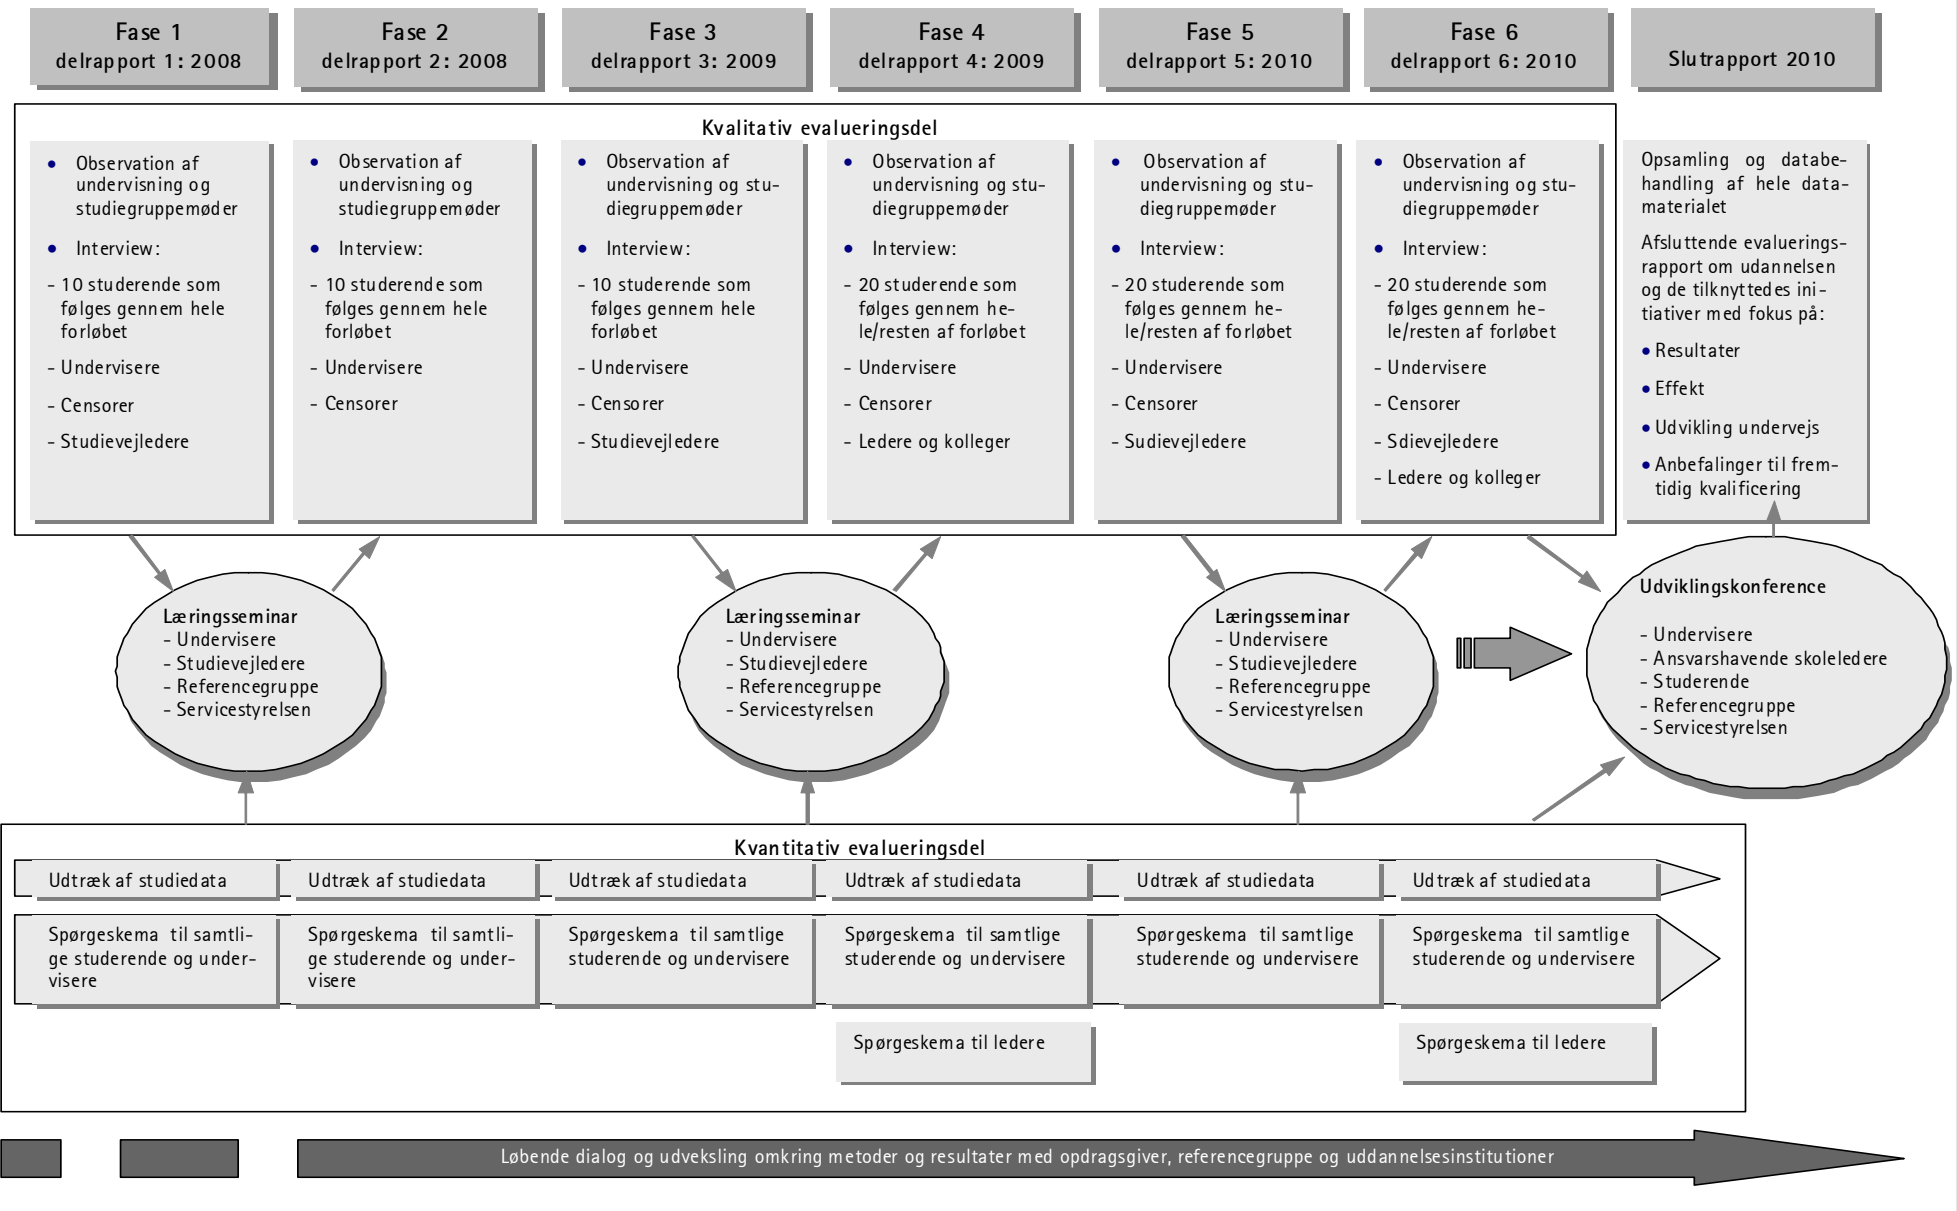 Fase 1
delrapport 1: 2008
Fase 2
delrapport 2: 2008
Fase 3
delrapport 3: 2009
Fase 4
delrapport 4: 2009
Fase 5
delrapport 5: 2010
Fase 6
delrapport 6: 2010
Slutrapport 2010
Kvalitativ evalueringsdel
• Observation af
undervisning og
studiegruppemøder
• Interview:
- 10 studerende som
følges gennem hele
forløbet
- Undervisere
- Censorer
- Studievejledere
• Observation af
undervisning og
studiegruppemøder
• Interview:
- 10 studerende som
følges gennem hele
forløbet
- Undervisere
- Censorer
• Observation af
undervisning og stu-
diegruppemøder
• Interview:
- 10 studerende som
følges gennem hele
forløbet
- Undervisere
- Censorer
- Studievejledere
• Observation af
undervisning og stu-
diegruppemøder
• Interview:
- 20 studerende som
følges gennem he-
le/resten af forløbet
- Undervisere
- Censorer
- Ledere og kolleger
• Observation af
undervisning og stu-
diegruppemøder
• Interview:
- 20 studerende som
følges gennem he-
le/resten af forløbet
- Undervisere
- Censorer
- Sudievejledere
• Observation af
undervisning og stu-
diegruppemøder
• Interview:
- 20 studerende som
følges gennem he-
le/resten af forløbet
- Undervisere
- Censorer
- Sdievejledere
- Ledere og kolleger
Opsamling og databe-
handling af hele data-
materialet
Afsluttende evaluerings-
rapport om udannelsen
og de tilknyttedes ini-
tiativer med fokus på:
• Resultater
• Effekt
• Udvikling undervejs
• Anbefalinger til frem-
tidig kvalificering
Læringsseminar
- Undervisere
- Studievejledere
- Referencegruppe
- Servicestyrelsen
Læringsseminar
- Undervisere
- Studievejledere
- Referencegruppe
- Servicestyrelsen
Læringsseminar
- Undervisere
- Studievejledere
- Referencegruppe
- Servicestyrelsen
Udviklingskonference
- Undervisere
- Ansvarshavende skoleledere
- Studerende
- Referencegruppe
- Servicestyrelsen
Kvantitativ evalueringsdel
Udtræk af studiedata
Udtræk af studiedata
Udtræk af studiedata
Udtræk af studiedata
Udtræk af studiedata
Udtræk af studiedata
Spørgeskema til samtli-
ge studerende og under-
visere
Spørgeskema til samtli-
ge studerende og under-
visere
Spørgeskema til samtlige
studerende og undervisere
Spørgeskema til samtlige
studerende og undervisere
Spørgeskema til samtlige
studerende og undervisere
Spørgeskema til samtlige
studerende og undervisere
Spørgeskema til ledere
Spørgeskema til ledere
Løbende dialog og udveksling omkring metoder og resultater med opdragsgiver, referencegruppe og uddannelsesinstitutioner